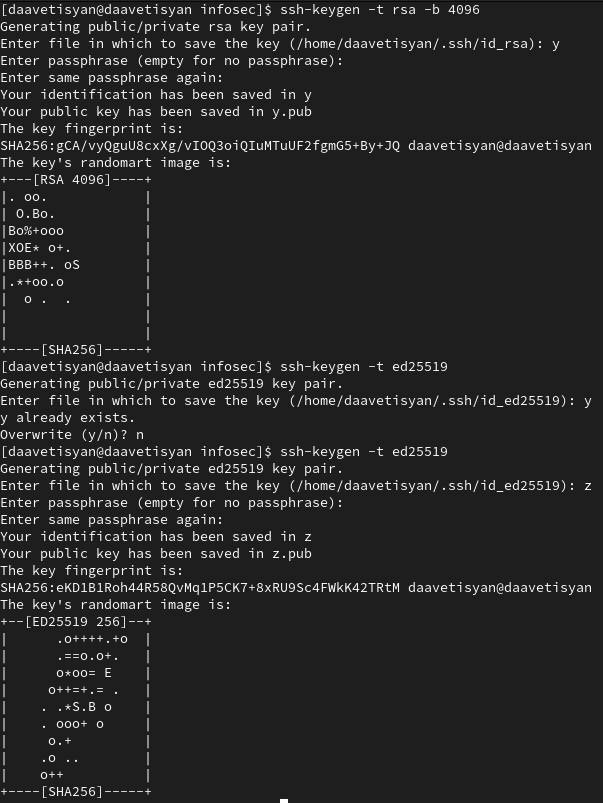 [daavetisyan@daavetisyan infosec]$ ssh-keygen -t rsa -b 4096
Generating public/private rsa key pair.
Enter file in which to save the key (/home/daavetisyan/.ssh/id_rsa): y
Enter passphrase (empty for no passphrase):
Enter same passphrase again:
Your identification has been saved in y
Your public key has been saved in y.pub
The key fingerprint is:
SHA256:gCA/vyQguU8cxXg/vIOQ3oiQIuMTuUF2fgmG5+By+JQ daavetisyan@daavetisyan
The key's randomart image is:
+---[RSA 4096]----+
|. oo.            |
| O.Bo.           |
|Bo%+ooo          |
|XOE* o+.         |
|BBB++. oS        |
|.*+oo.o          |
|  o .  .         |
|                 |
|                 |
+----[SHA256]-----+
[daavetisyan@daavetisyan infosec]$ ssh-keygen -t ed25519
Generating public/private ed25519 key pair.
Enter file in which to save the key (/home/daavetisyan/.ssh/id_ed25519): y
y already exists.
Overwrite (y/n)? n
[daavetisyan@daavetisyan infosec]$ ssh-keygen -t ed25519
Generating public/private ed25519 key pair.
Enter file in which to save the key (/home/daavetisyan/.ssh/id_ed25519): z
Enter passphrase (empty for no passphrase):
Enter same passphrase again:
Your identification has been saved in z
Your public key has been saved in z.pub
The key fingerprint is:
SHA256:eKD1B1Roh44R58QvMq1P5CK7+8xRU9Sc4FWkK42TRtM daavetisyan@daavetisyan
The key's randomart image is:
+--[ED25519 256]--+
|      .o++++.+o  |
|      .==o.o+.   |
|      o*oo= E    |
|     o++=+.= .   |
|    . .*S.B o    |
|    . ooo+ o     |
|     o.+         |
|    .o ..        |
|    o++          |
+----[SHA256]-----+